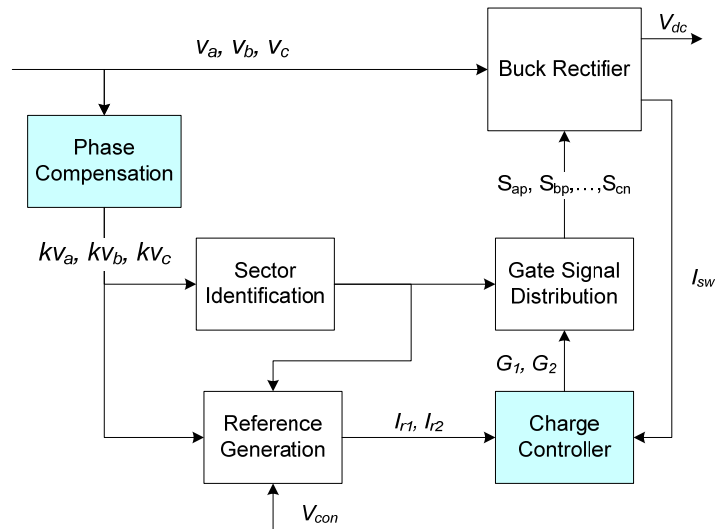 va, vb, vc
Vdc
Buck Rectifier
Phase
Compensation
Sap, Sbp,...,Scn
kva, kvb, kvc
Sector
Identification
Gate Signal
Distribution
Isw
G1, G2
Reference
Generation
Ir1, Ir2
Charge
Controller
Vcon